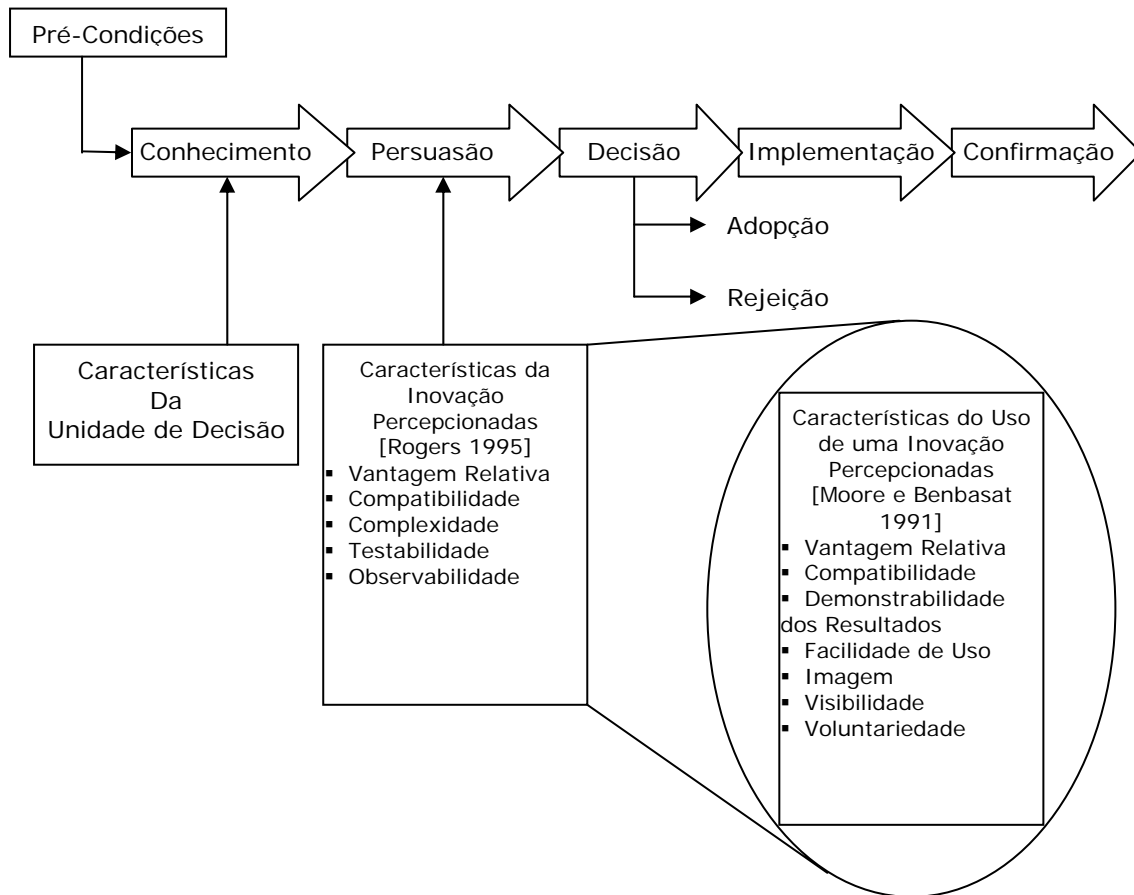 Pré-Condições
Conhecimento
Persuasão
Decisão
Implementação
Confirmação
Adopção
Rejeição
Características
Da
Unidade de Decisão
Características da
Inovação
Percepcionadas
[Rogers 1995]
▪ Vantagem Relativa
▪ Compatibilidade
▪ Complexidade
▪ Testabilidade
▪ Observabilidade
Características do Uso
de uma Inovação
Percepcionadas
[Moore e Benbasat
1991]
▪ Vantagem Relativa
▪ Compatibilidade
▪ Demonstrabilidade
dos Resultados
▪ Facilidade de Uso
▪ Imagem
▪ Visibilidade
▪ Voluntariedade